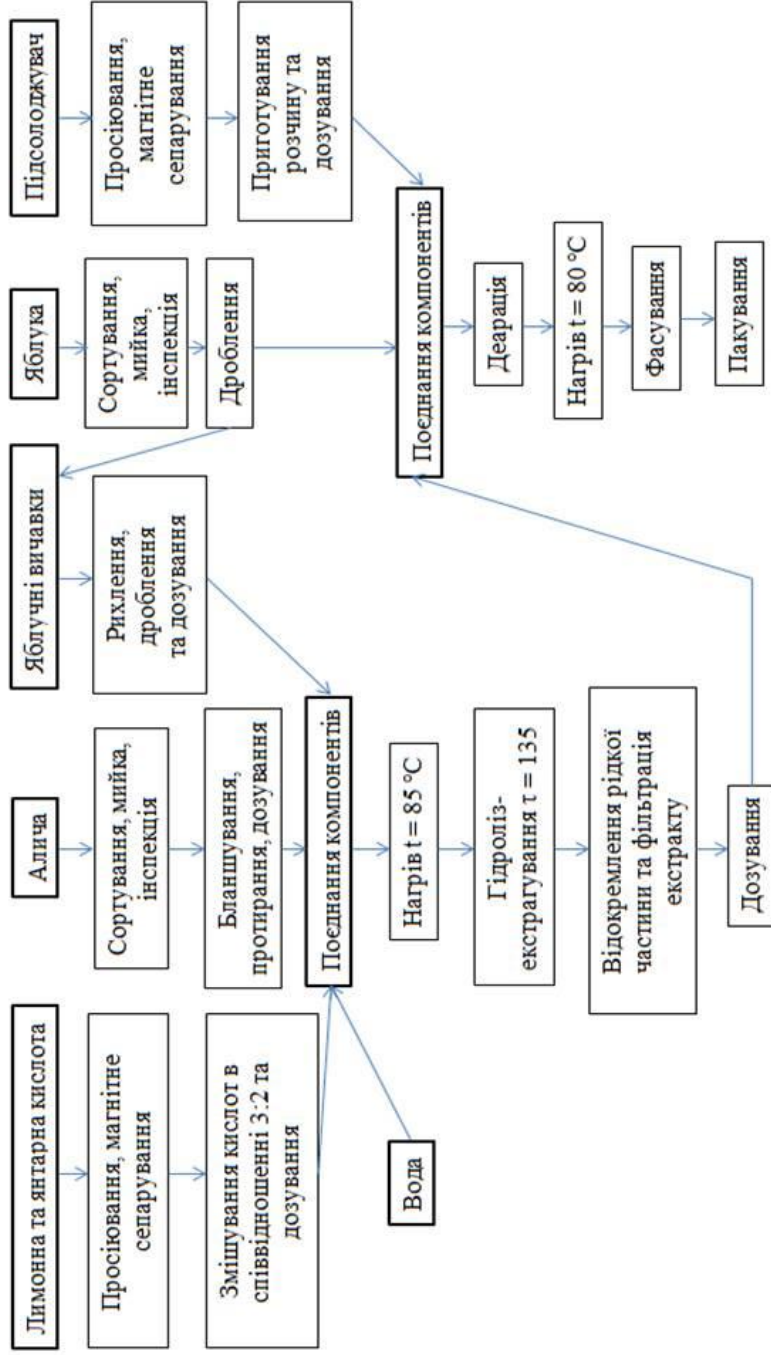 Лимонна та янтарна кислота
Просіювання, магнітне
сепарування
Змішування кислот в
співвідношенні 3:2 та
дозування
Вода
Алича
Сортування, мийка,
інспекція
Бланшування,
протирання, дозування
Поєднання компонентів
Нагрів t = 85 °C
Гідроліз-
екстрагування τ = 135
Відокремлення рідкої
частини та фільтрація
екстракту
Дозування
Яблучні вичавки
Рихлення,
дроблення
та дозування
Яблука
Сортування,
мийка,
інспекція
Дроблення
Підсолоджувач
Просіювання,
магнітне
сепарування
Приготування
розчину та
дозування
Поєднання компонентів
Деарація
Нагрів t = 80 °C
Фасування
Пакування